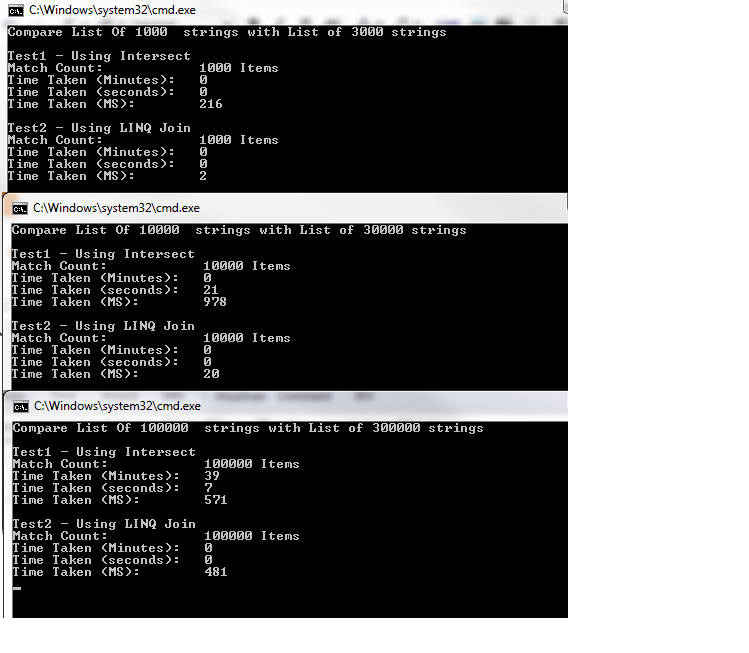 C:\Windows\system32\cmd.exe
Compare List Of 1000  strings with List of 3000 strings
Test1 - Using Intersect
Match Count: 1000 Items
Time Taken (Minutes): 0
Time Taken (seconds): 0
Time Taken (MS): 216
Test2 - Using LINQ Join
Match Count: 1000 Items
Time Taken (Minutes): 0
Time Taken (seconds): 0
Time Taken (MS): 2
C:\Windows\system32\cmd.exe
Compare List Of 10000  strings with List of 30000 strings
Test1 - Using Intersect
Match Count: 10000 Items
Time Taken (Minutes): 0
Time Taken (seconds): 21
Time Taken (MS): 978
Test2 - Using LINQ Join
Match Count: 10000 Items
Time Taken (Minutes): 0
Time Taken (seconds): 0
Time Taken (MS): 20
C:\Windows\system32\cmd.exe
Compare List Of 100000  strings with List of 300000 strings
Test1 - Using Intersect
Match Count: 100000 Items
Time Taken (Minutes): 39
Time Taken (seconds): 7
Time Taken (MS): 571
Test2 - Using LINQ Join
Match Count: 100000 Items
Time Taken (Minutes): 0
Time Taken (seconds): 0
Time Taken (MS): 481